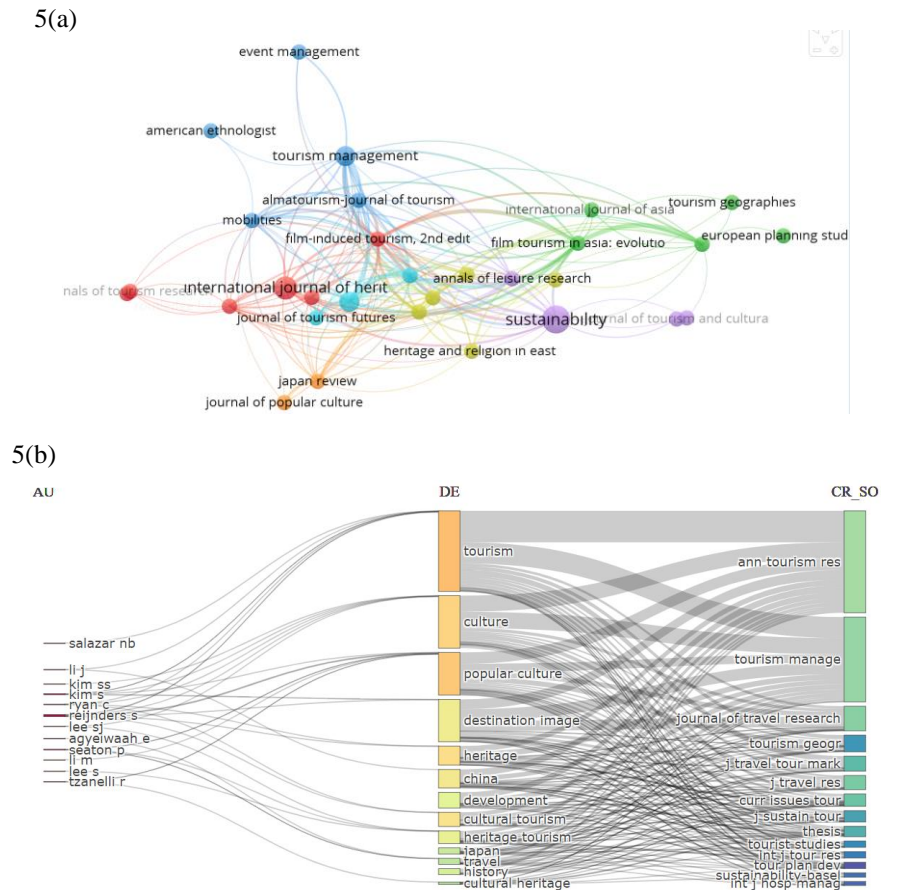 5(a)
event management
american ethnologist
tourism management
almatourism-journal of tourism
mobilities
international journal of asia
tourism geographies
film-induced tourism, 2nd edit
film tourism in asia: evolutio
european planning stud
nals of tourism research
international journal of herit
annals of leisure research
journal of tourism futures
sustainability
rnal of tourism and cultura
heritage and religion in east
japan review
journal of popular culture
5(b)
AU
DE
CR_SO
salazar nb
li j
kim ss
kim s
ryan c
reijnders s
lee sj
agyeiwaah e
seaton p
li m
lee s
tzanelli r
tourism
culture
popular culture
destination image
heritage
china
development
cultural tourism
heritage tourism
japan
travel
history
cultural heritage
ann tourism res
tourism manage
journal of travel research
tourism geogr
j travel tour mark
j travel res
curr issues tour
j sustain tour
thesis
tourist studies
int j tour res
tour plan dev
sustainability-basel
int j hosp manag